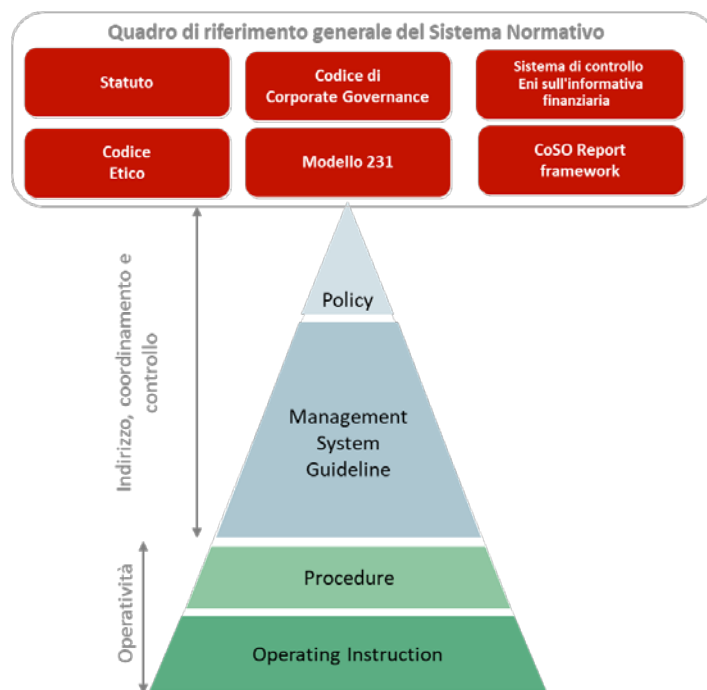 Quadro di riferimento generale del Sistema Normativo
Statuto
Codice di
Corporate Governance
Sistema di controllo
Eni sull'informativa
finanziaria
Codice
Etico
Modello 231
CoSO Report
framework
Indirizzo, coordinamento e
controllo
Policy
Management
System
Guideline
Operatività
Procedure
Operating Instruction